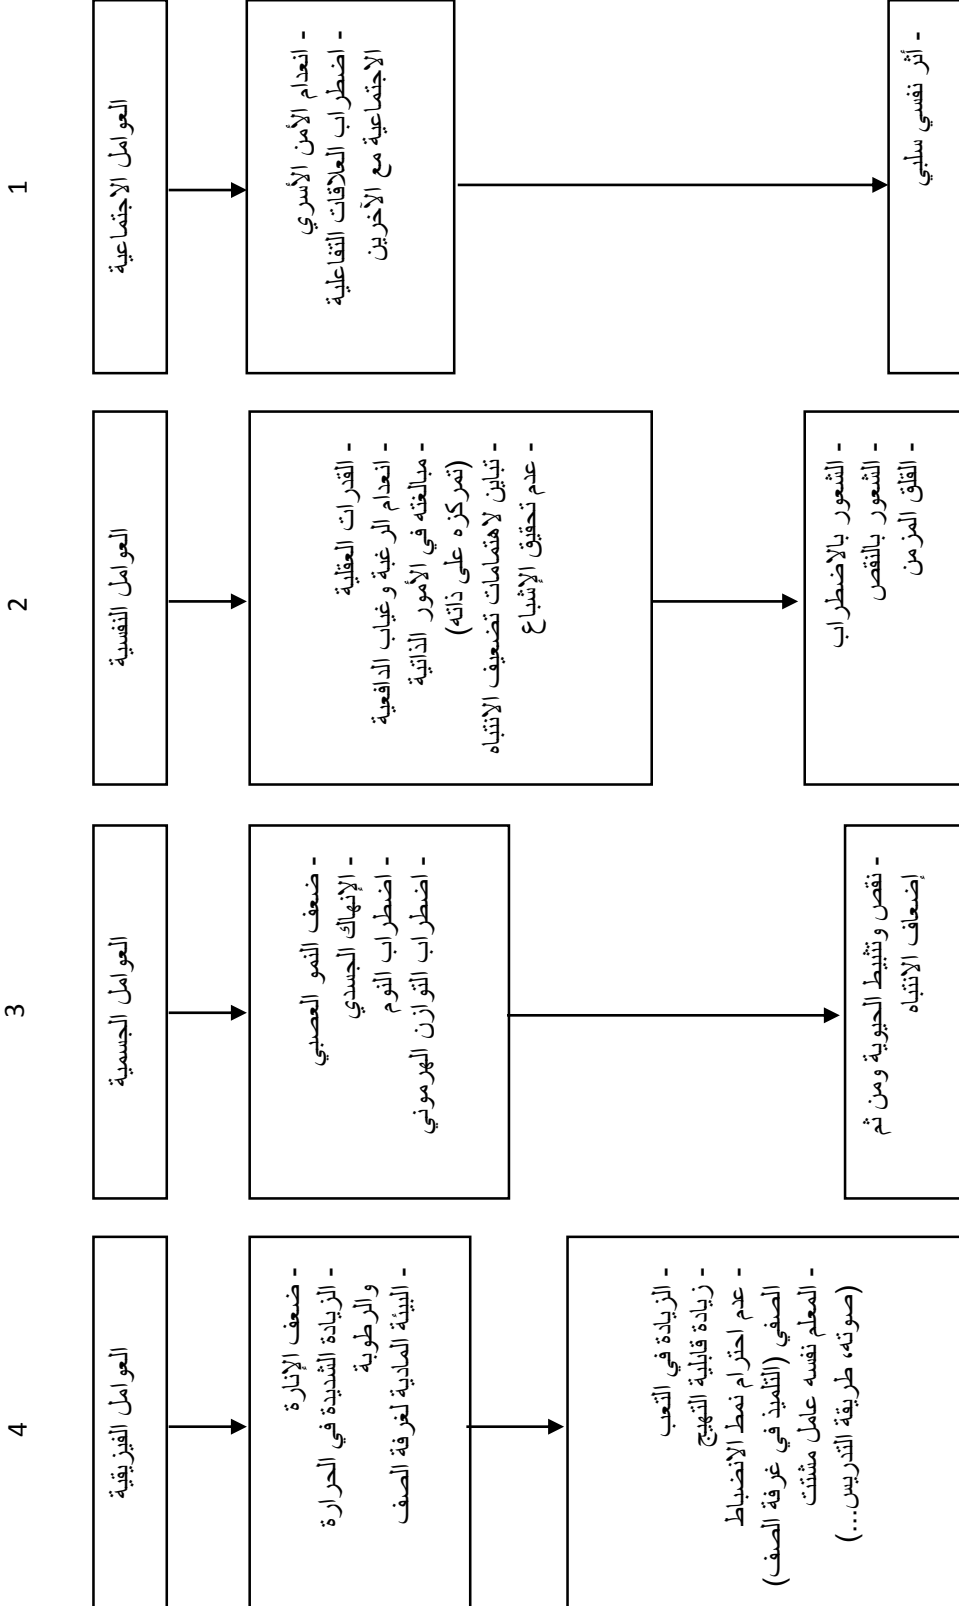 1
العوامل الاجتماعية
- انعدام الأمن الأسري
- اضطراب العلاقات التفاعلية
الاجتماعية مع الآخرين
- أثر نفسي سلبي
2
العوامل النفسية
- القدرات العقلية
- انعدام الرغبة وغياب الدافعية
- مبالغته في الأمور الذاتية
(تمركزه على ذاته)
- تباين لاهتمامات تضعيف الانتباه
- عدم تحقيق الإشباع
- الشعور بالاضطراب
- الشعور بالنقص
- القلق المزمن
3
العوامل الجسمية
- ضعف النمو العصبي
- الإنهاك الجسدي
- اضطراب النوم
- اضطراب التوازن الهرموني
- نقص وتثبيط الحيوية ومن ثم
إضعاف الانتباه
4
العوامل الفيزيقية
- ضعف الإنارة
- الزيادة الشديدة في الحرارة
والرطوبة
- البيئة المادية لغرفة الصف
- الزيادة في التعب
- زيادة قابلية التهيج
- عدم احترام نمط الانضباط
الصفي (التلميذ في غرفة الصف)
- المعلم نفسه عامل مشتت
(صوته، طريقة التدريس...)